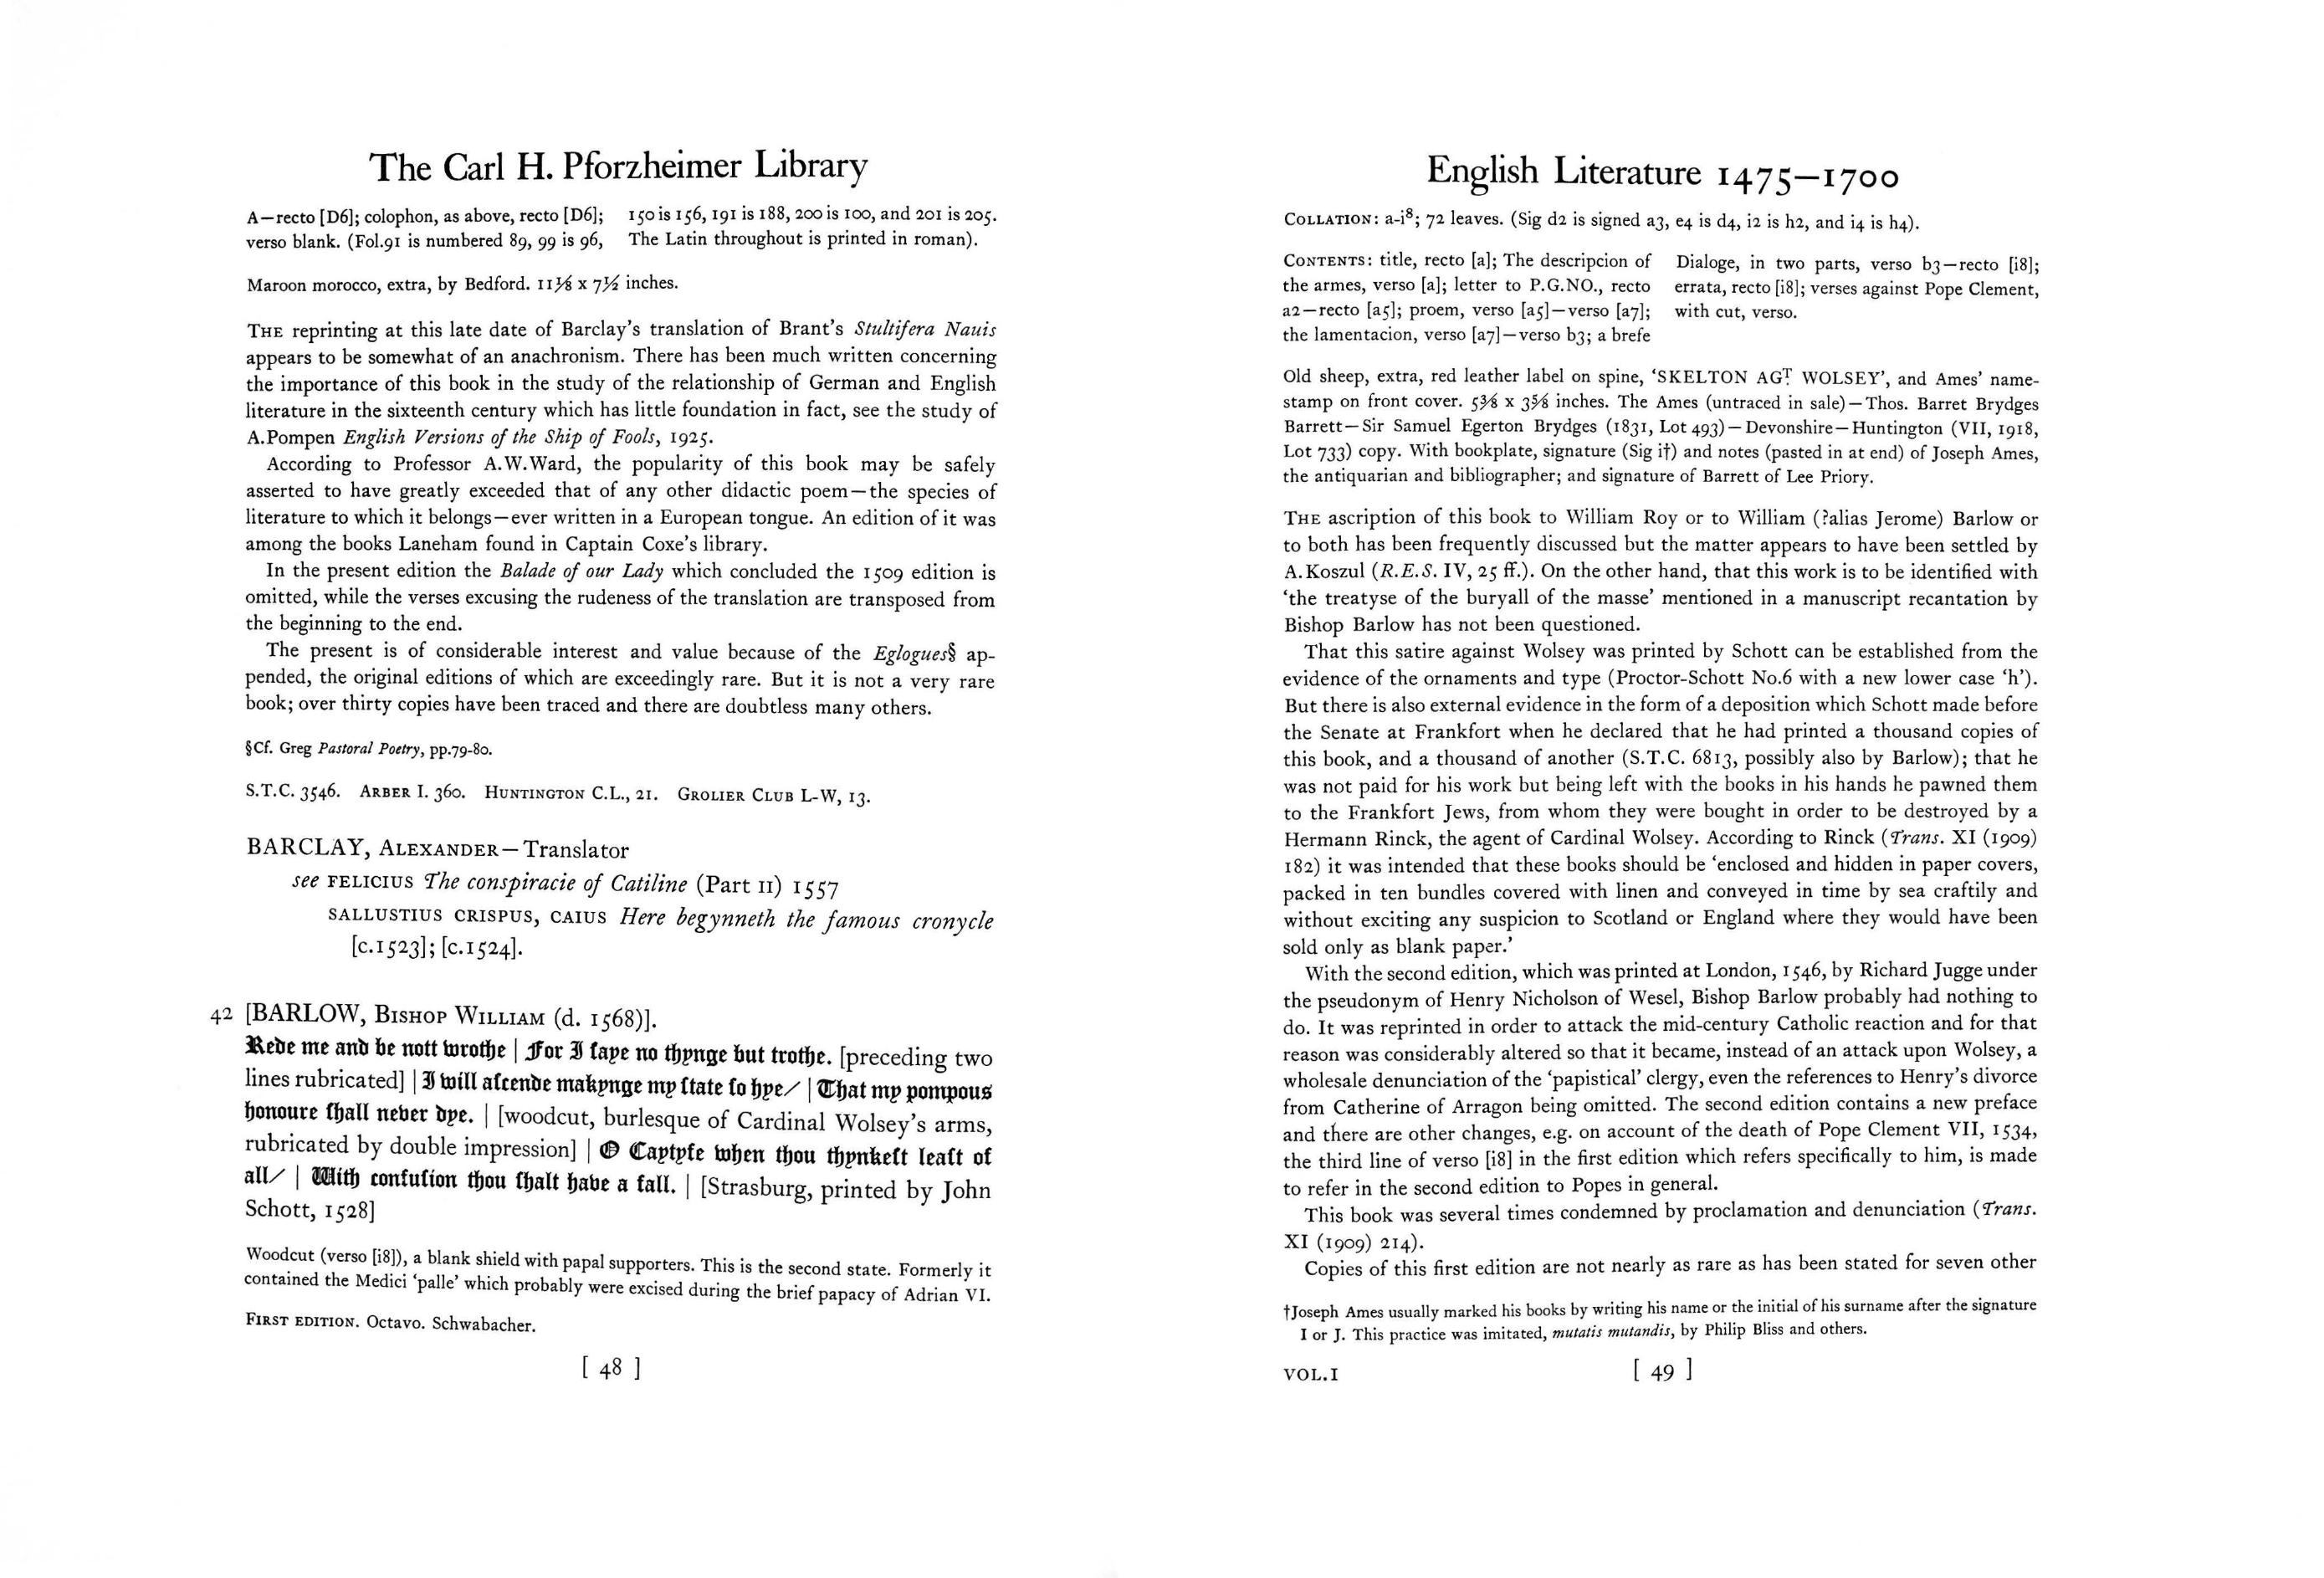 The Carl H. Pforzheimer Library
A—recto [D6]; colophon, as above, recto [D6];
verso blank. (Fol.91 is numbered 89, 99 is 96,
150 is 156, 191 is 188, 200 is 100, and 201 is 205.
The Latin throughout is printed in roman).
Maroon morocco, extra, by Bedford. 11⅛ x 7½ inches.
THE reprinting at this late date of Barclay's translation of Brant's Stultifera Nauis
appears to be somewhat of an anachronism. There has been much written concerning
the importance of this book in the study of the relationship of German and English
literature in the sixteenth century which has little foundation in fact, see the study of
A.Pompen English Versions of the Ship of Fools, 1925.
According to Professor A.W.Ward, the popularity of this book may be safely
asserted to have greatly exceeded that of any other didactic poem—the species of
literature to which it belongs—ever written in a European tongue. An edition of it was
among the books Laneham found in Captain Coxe's library.
In the present edition the Balade of our Lady which concluded the 1509 edition is
omitted, while the verses excusing the rudeness of the translation are transposed from
the beginning to the end.
The present is of considerable interest and value because of the Eglogues§ ap-
pended, the original editions of which are exceedingly rare. But it is not a very rare
book; over thirty copies have been traced and there are doubtless many others.
§Cf. Greg Pastoral Poetry, pp.79-80.
S.T.C. 3546. ARBER I. 360. HUNTINGTON C.L., 21. GROLIER CLUB L-W, 13.
BARCLAY, ALEXANDER—Translator
see FELICIUS The conspiracie of Catiline (Part II) 1557
SALLUSTIUS CRISPUS, CAIUS Here begynneth the famous cronycle
[c.1523]; [c.1524].
42 [BARLOW, BISHOP WILLIAM (d. 1568)].
Rede me and be nott wrothe | For I saye no thynge but trothe. [preceding two
lines rubricated] | I will ascende makynge my state so hye/ | That my pompous
honoure shall never dye. | [woodcut, burlesque of Cardinal Wolsey's arms,
rubricated by double impression] | O Captyfe when thou thynkest least of
all/ | With confusion thou shalt have a fall. | [Strasburg, printed by John
Schott, 1528]
Woodcut (verso [i8]), a blank shield with papal supporters. This is the second state. Formerly it
contained the Medici 'palle' which probably were excised during the brief papacy of Adrian VI.
FIRST EDITION. Octavo. Schwabacher.
[ 48 ]
English Literature 1475—1700
COLLATION: a-i⁸; 72 leaves. (Sig d2 is signed a3, e4 is d4, i2 is h2, and i4 is h4).
CONTENTS: title, recto [a]; The descripcion of
the armes, verso [a]; letter to P.G.NO., recto
a2—recto [a5]; proem, verso [a5]—verso [a7];
the lamentacion, verso [a7]—verso b3; a brefe
Dialoge, in two parts, verso b3—recto [i8];
errata, recto [i8]; verses against Pope Clement,
with cut, verso.
Old sheep, extra, red leather label on spine, 'SKELTON AGT WOLSEY', and Ames' name-
stamp on front cover. 5⅜ x 3⅝ inches. The Ames (untraced in sale)—Thos. Barret Brydges
Barrett—Sir Samuel Egerton Brydges (1831, Lot 493)—Devonshire—Huntington (VII, 1918,
Lot 733) copy. With bookplate, signature (Sig i†) and notes (pasted in at end) of Joseph Ames,
the antiquarian and bibliographer; and signature of Barrett of Lee Priory.
THE ascription of this book to William Roy or to William (?alias Jerome) Barlow or
to both has been frequently discussed but the matter appears to have been settled by
A.Koszul (R.E.S. IV, 25 ff.). On the other hand, that this work is to be identified with
'the treatyse of the buryall of the masse' mentioned in a manuscript recantation by
Bishop Barlow has not been questioned.
That this satire against Wolsey was printed by Schott can be established from the
evidence of the ornaments and type (Proctor-Schott No.6 with a new lower case 'h').
But there is also external evidence in the form of a deposition which Schott made before
the Senate at Frankfort when he declared that he had printed a thousand copies of
this book, and a thousand of another (S.T.C. 6813, possibly also by Barlow); that he
was not paid for his work but being left with the books in his hands he pawned them
to the Frankfort Jews, from whom they were bought in order to be destroyed by a
Hermann Rinck, the agent of Cardinal Wolsey. According to Rinck (Trans. XI (1909)
182) it was intended that these books should be 'enclosed and hidden in paper covers,
packed in ten bundles covered with linen and conveyed in time by sea craftily and
without exciting any suspicion to Scotland or England where they would have been
sold only as blank paper.'
With the second edition, which was printed at London, 1546, by Richard Jugge under
the pseudonym of Henry Nicholson of Wesel, Bishop Barlow probably had nothing to
do. It was reprinted in order to attack the mid-century Catholic reaction and for that
reason was considerably altered so that it became, instead of an attack upon Wolsey, a
wholesale denunciation of the 'papistical' clergy, even the references to Henry's divorce
from Catherine of Arragon being omitted. The second edition contains a new preface
and there are other changes, e.g. on account of the death of Pope Clement VII, 1534,
the third line of verso [i8] in the first edition which refers specifically to him, is made
to refer in the second edition to Popes in general.
This book was several times condemned by proclamation and denunciation (Trans.
XI (1909) 214).
Copies of this first edition are not nearly as rare as has been stated for seven other
†Joseph Ames usually marked his books by writing his name or the initial of his surname after the signature
I or J. This practice was imitated, mutatis mutandis, by Philip Bliss and others.
VOL.I
[ 49 ]